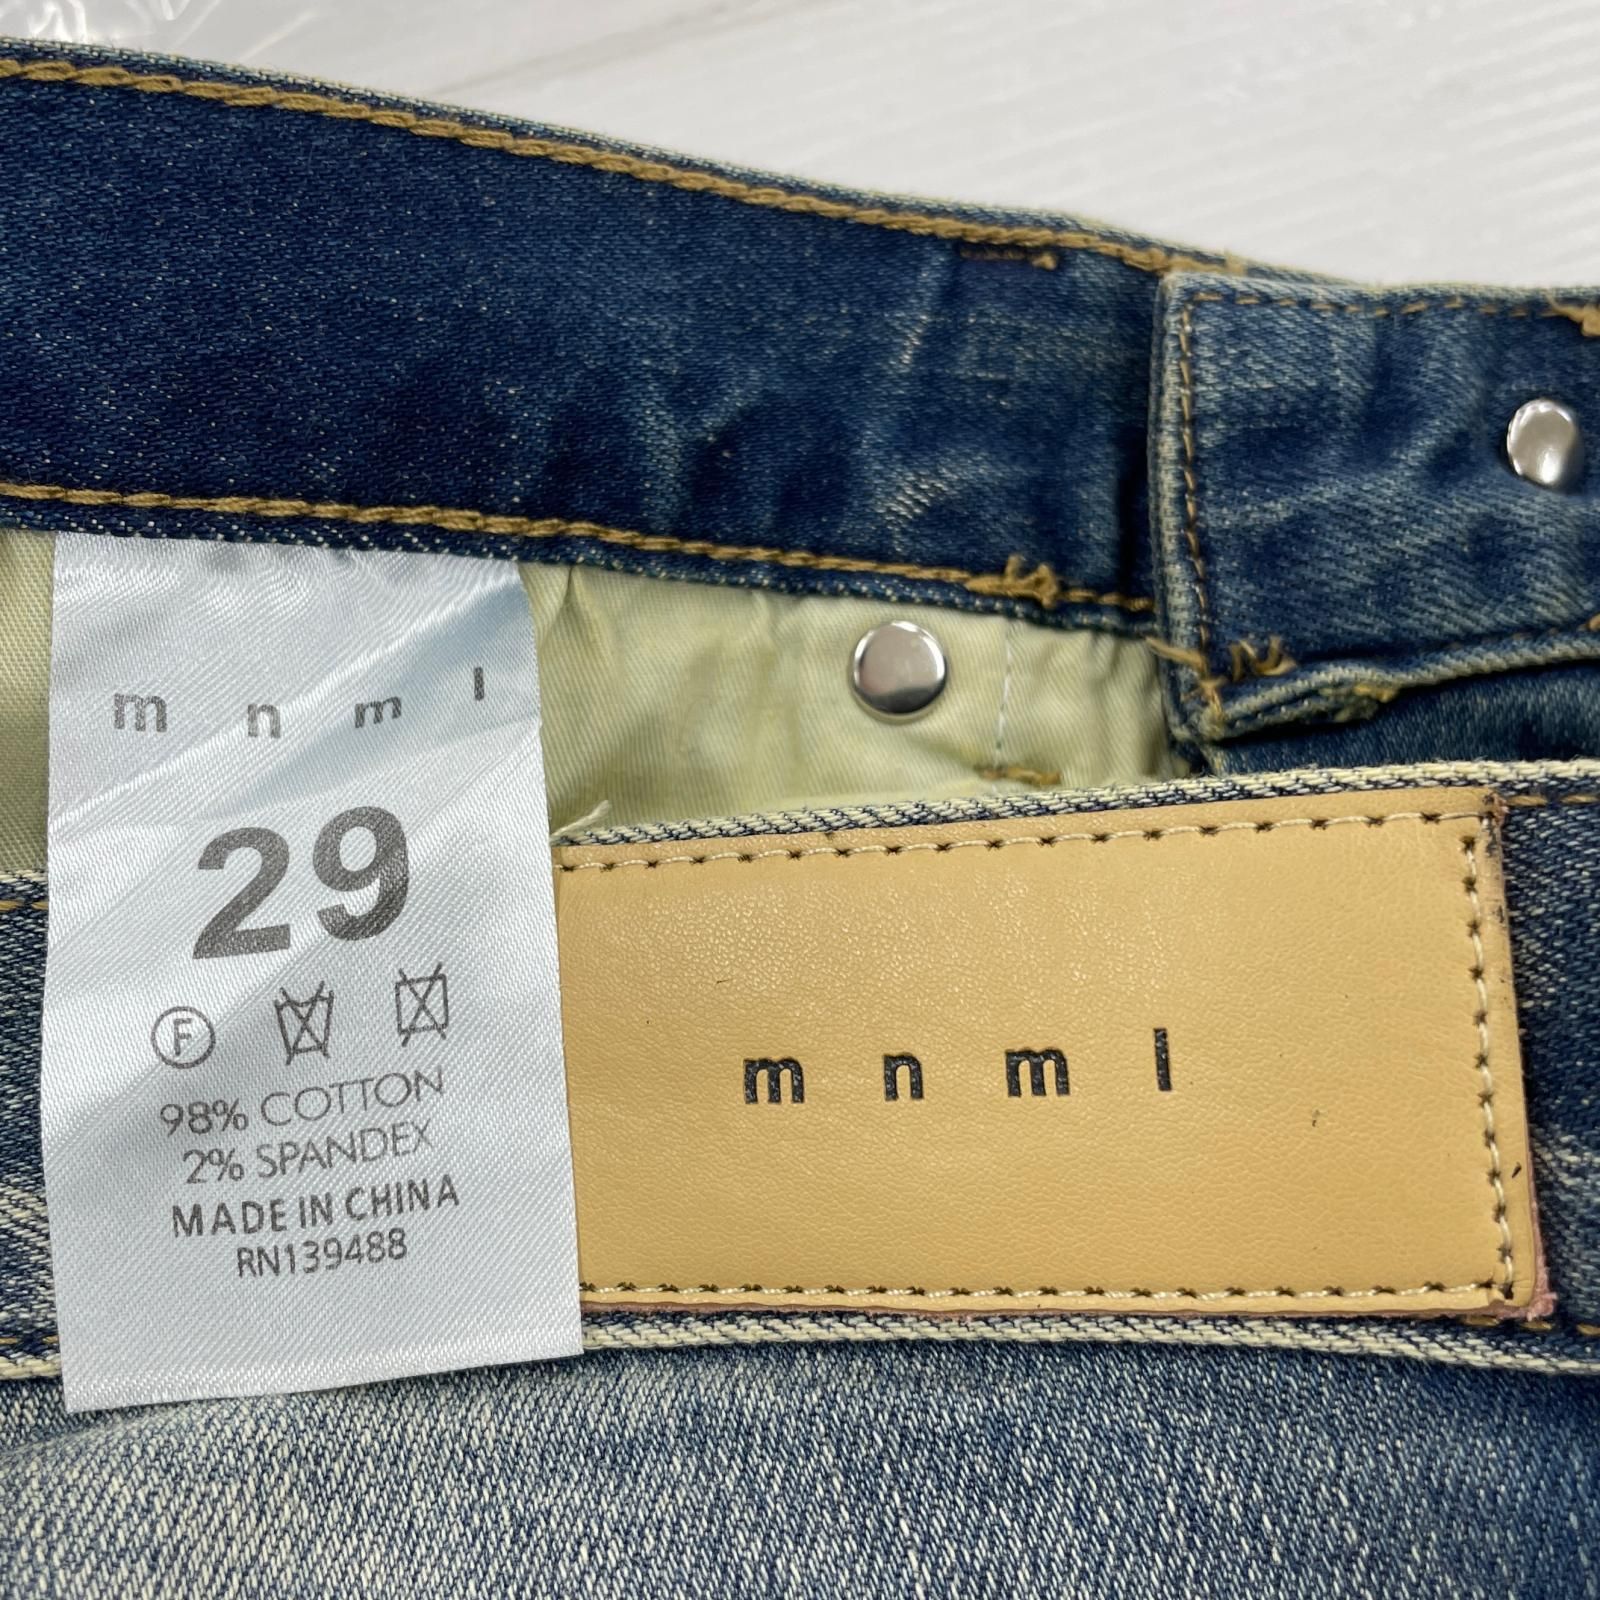 m n m l
29
F
98% COTTON
2% SPANDEX
MADE IN CHINA
RN139488
m n m l